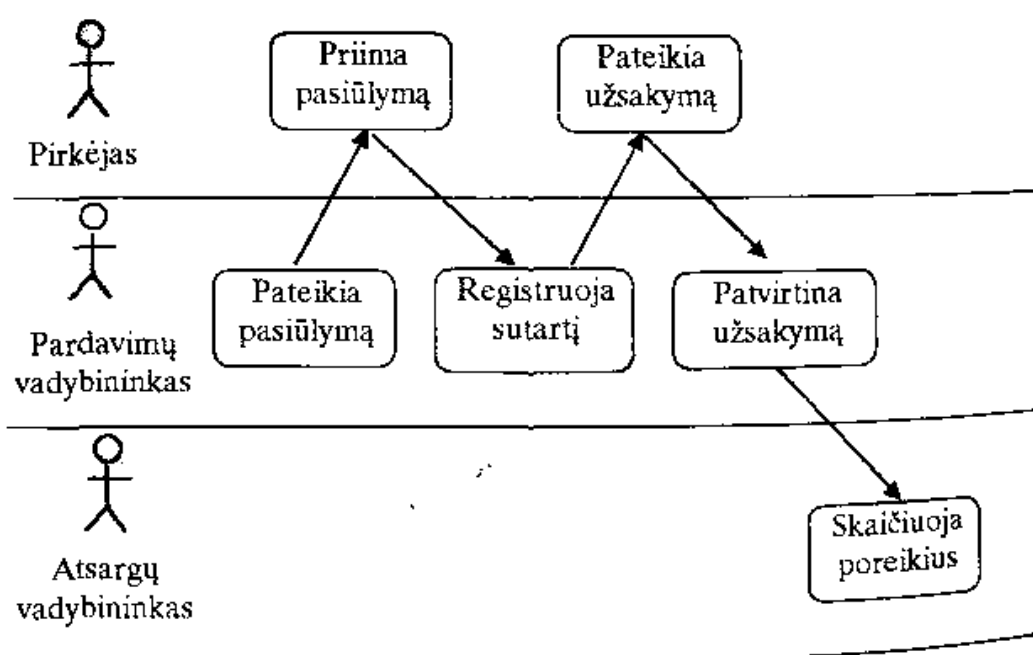 Priima
pasiūlymą
Pateikia
užsakymą
Pirkėjas
Pateikia
pasiūlymą
Registruoja
sutartį
Patvirtina
užsakymą
Pardavimų
vadybininkas
Skaičiuoja
poreikius
Atsargų
vadybininkas